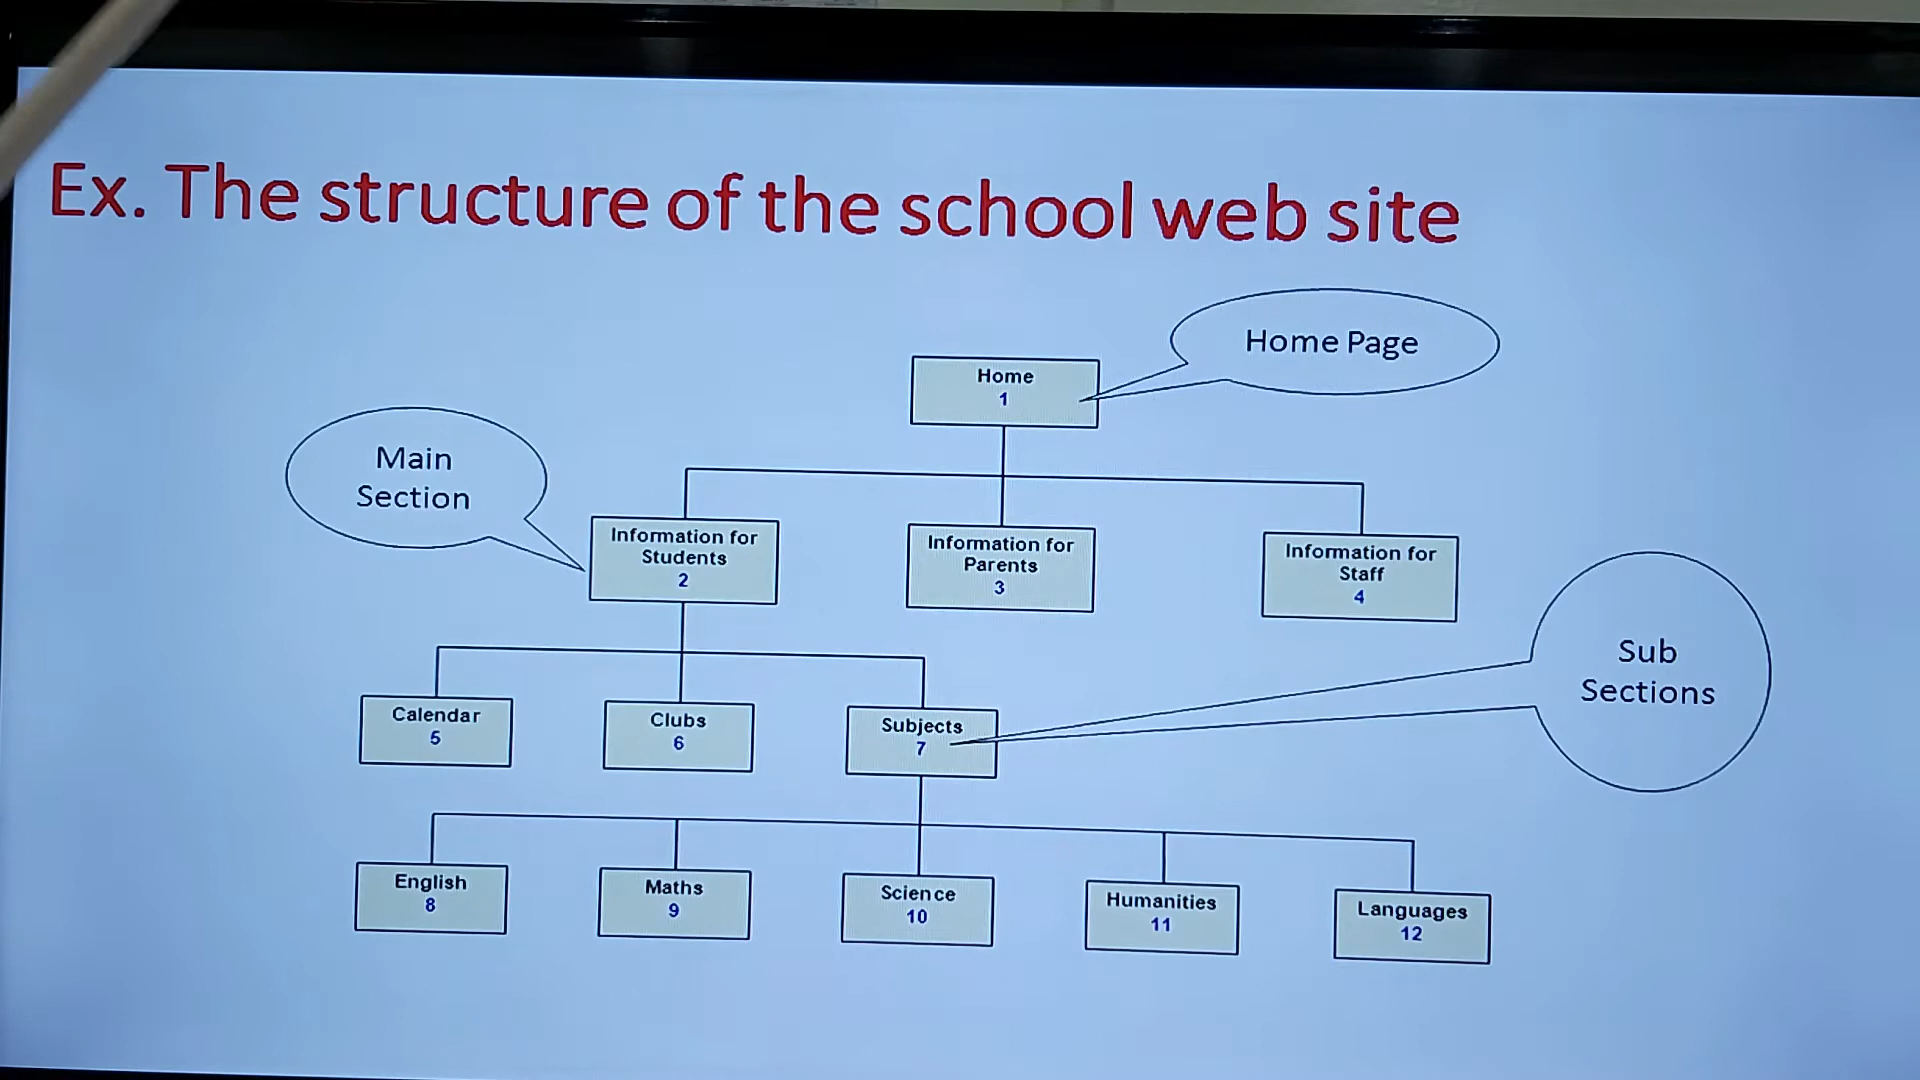 Ex. The structure of the school web site
Home Page
Home
1
Main
Section
Information for
Students
2
Information for
Parents
3
Information for
Staff
4
Sub
Sections
Calendar
5
Clubs
6
Subjects
7
English
8
Maths
9
Science
10
Humanities
11
Languages
12